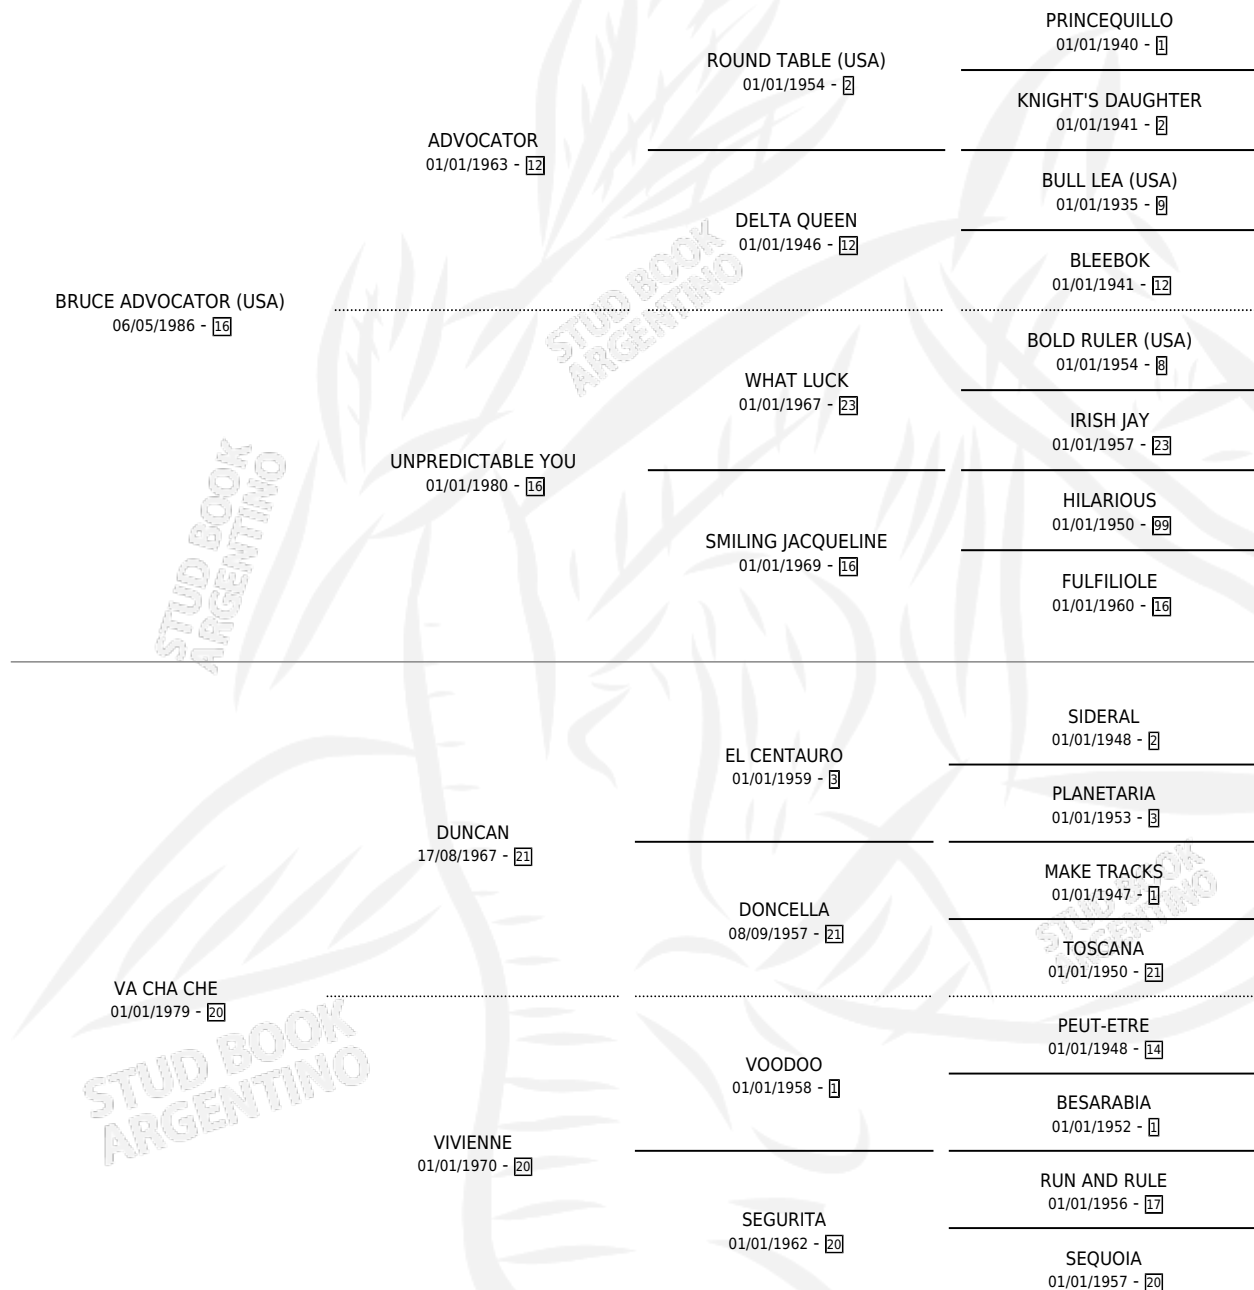 PRINCEQUILLO
01/01/1940 - 1
ROUND TABLE (USA)
01/01/1954 - 2
KNIGHT'S DAUGHTER
01/01/1941 - 2
ADVOCATOR
01/01/1963 - 12
BULL LEA (USA)
01/01/1935 - 9
DELTA QUEEN
01/01/1946 - 12
BLEEBOK
01/01/1941 - 12
BRUCE ADVOCATOR (USA)
06/05/1986 - 16
BOLD RULER (USA)
01/01/1954 - 8
WHAT LUCK
01/01/1967 - 23
IRISH JAY
01/01/1957 - 23
UNPREDICTABLE YOU
01/01/1980 - 16
HILARIOUS
01/01/1950 - 99
SMILING JACQUELINE
01/01/1969 - 16
FULFILIOLE
01/01/1960 - 16
SIDERAL
01/01/1948 - 2
EL CENTAURO
01/01/1959 - 3
PLANETARIA
01/01/1953 - 3
DUNCAN
17/08/1967 - 21
MAKE TRACKS
01/01/1947 - 1
DONCELLA
08/09/1957 - 21
TOSCANA
01/01/1950 - 21
VA CHA CHE
01/01/1979 - 20
PEUT-ETRE
01/01/1948 - 14
VOODOO
01/01/1958 - 1
BESARABIA
01/01/1952 - 1
VIVIENNE
01/01/1970 - 20
RUN AND RULE
01/01/1956 - 17
SEGURITA
01/01/1962 - 20
SEQUOIA
01/01/1957 - 20
STUD BOOK
ARGENTINO
STUD BOOK
ARGENTINO
STUD BOOK
ARGENTINO
STUD BOOK
ARGENTINO